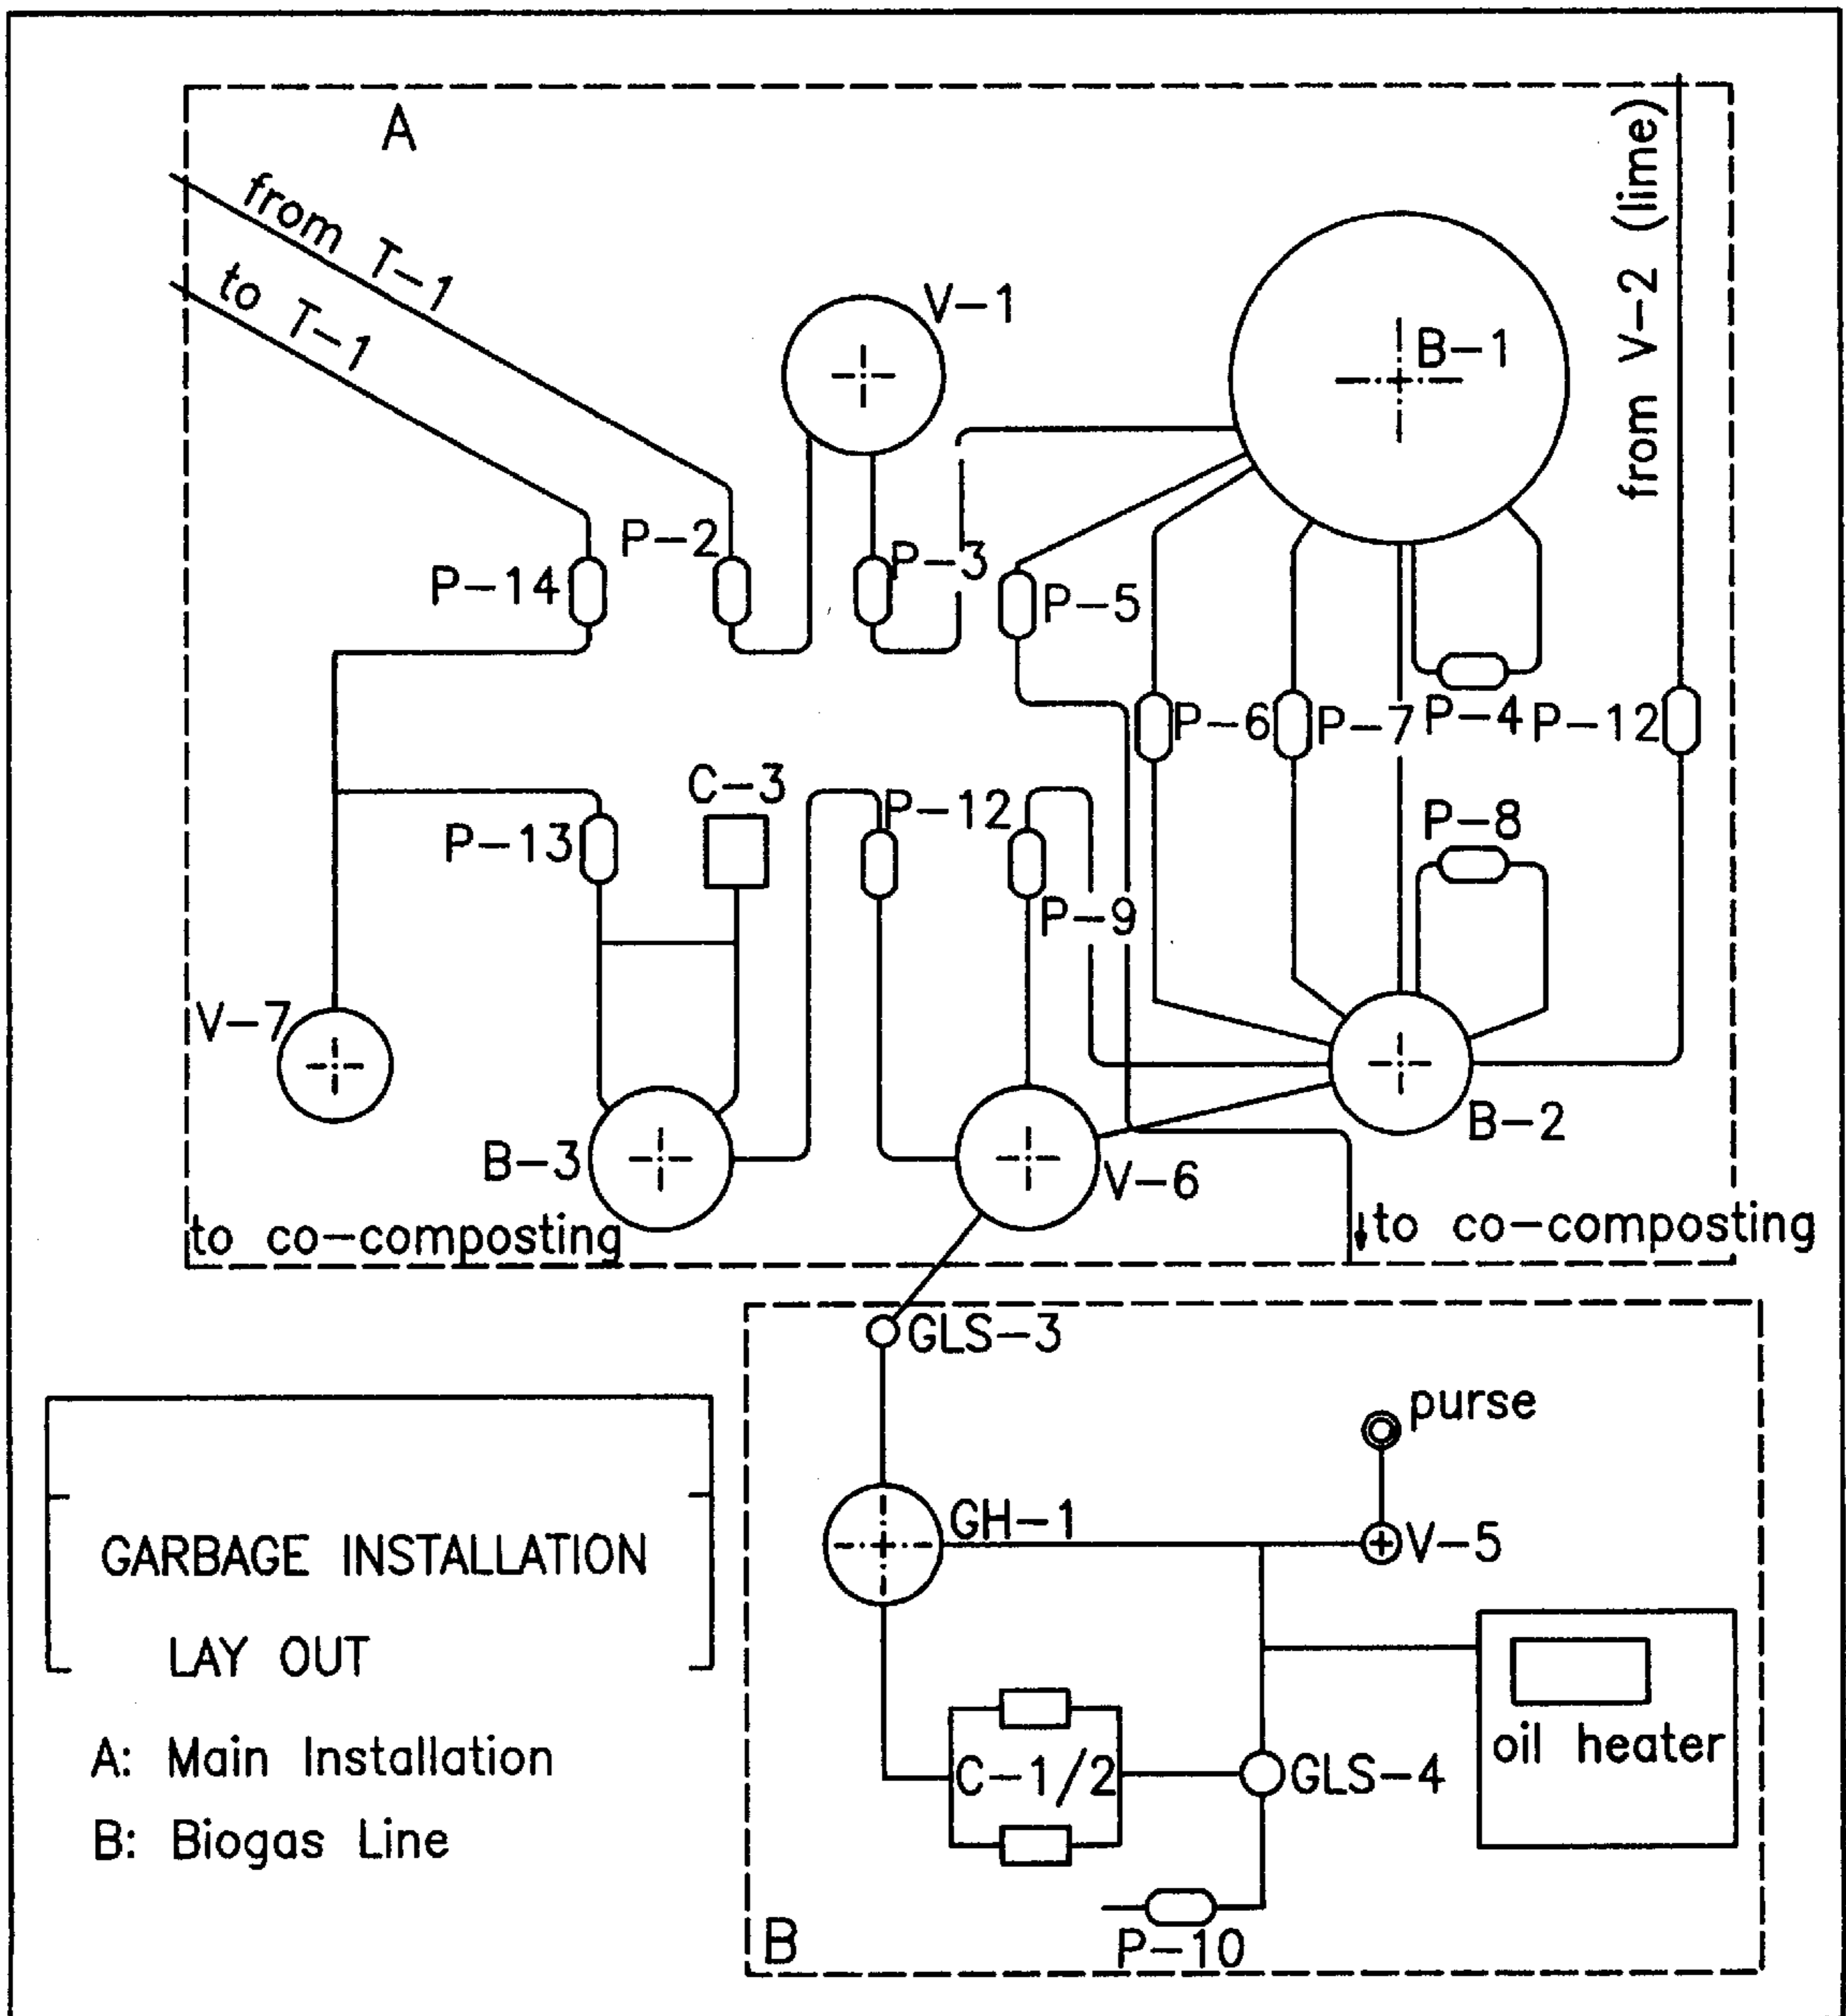 A
from T-1
to T-1
V-1
B-1
from V-2 (lime)
P-2
P-3
P-14
P-5
P-6
P-7
P-4
P-12
C-3
P-12
P-13
P-8
P-9
V-7
B-2
B-3
V-6
to co-composting
to co-composting
GLS-3
purse
GH-1
V-5
GARBAGE INSTALLATION
LAY OUT
oil heater
C-1/2
GLS-4
A: Main Installation
B: Biogas Line
P-10
B